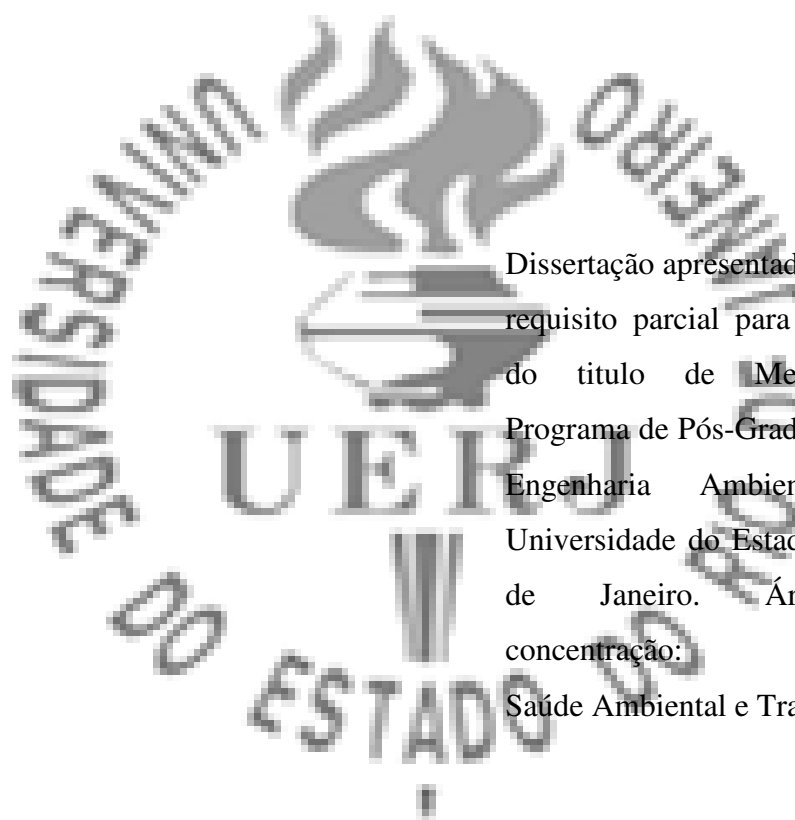 UNIVERSIDADE DO ESTADO DO RIO DE JANEIRO
UERJ
Dissertação apresentad
requisito parcial para
do titulo de Me
Programa de Pós-Grad
Engenharia Ambien
Universidade do Estad
de Janeiro. Ár
concentração:
Saúde Ambiental e Tra